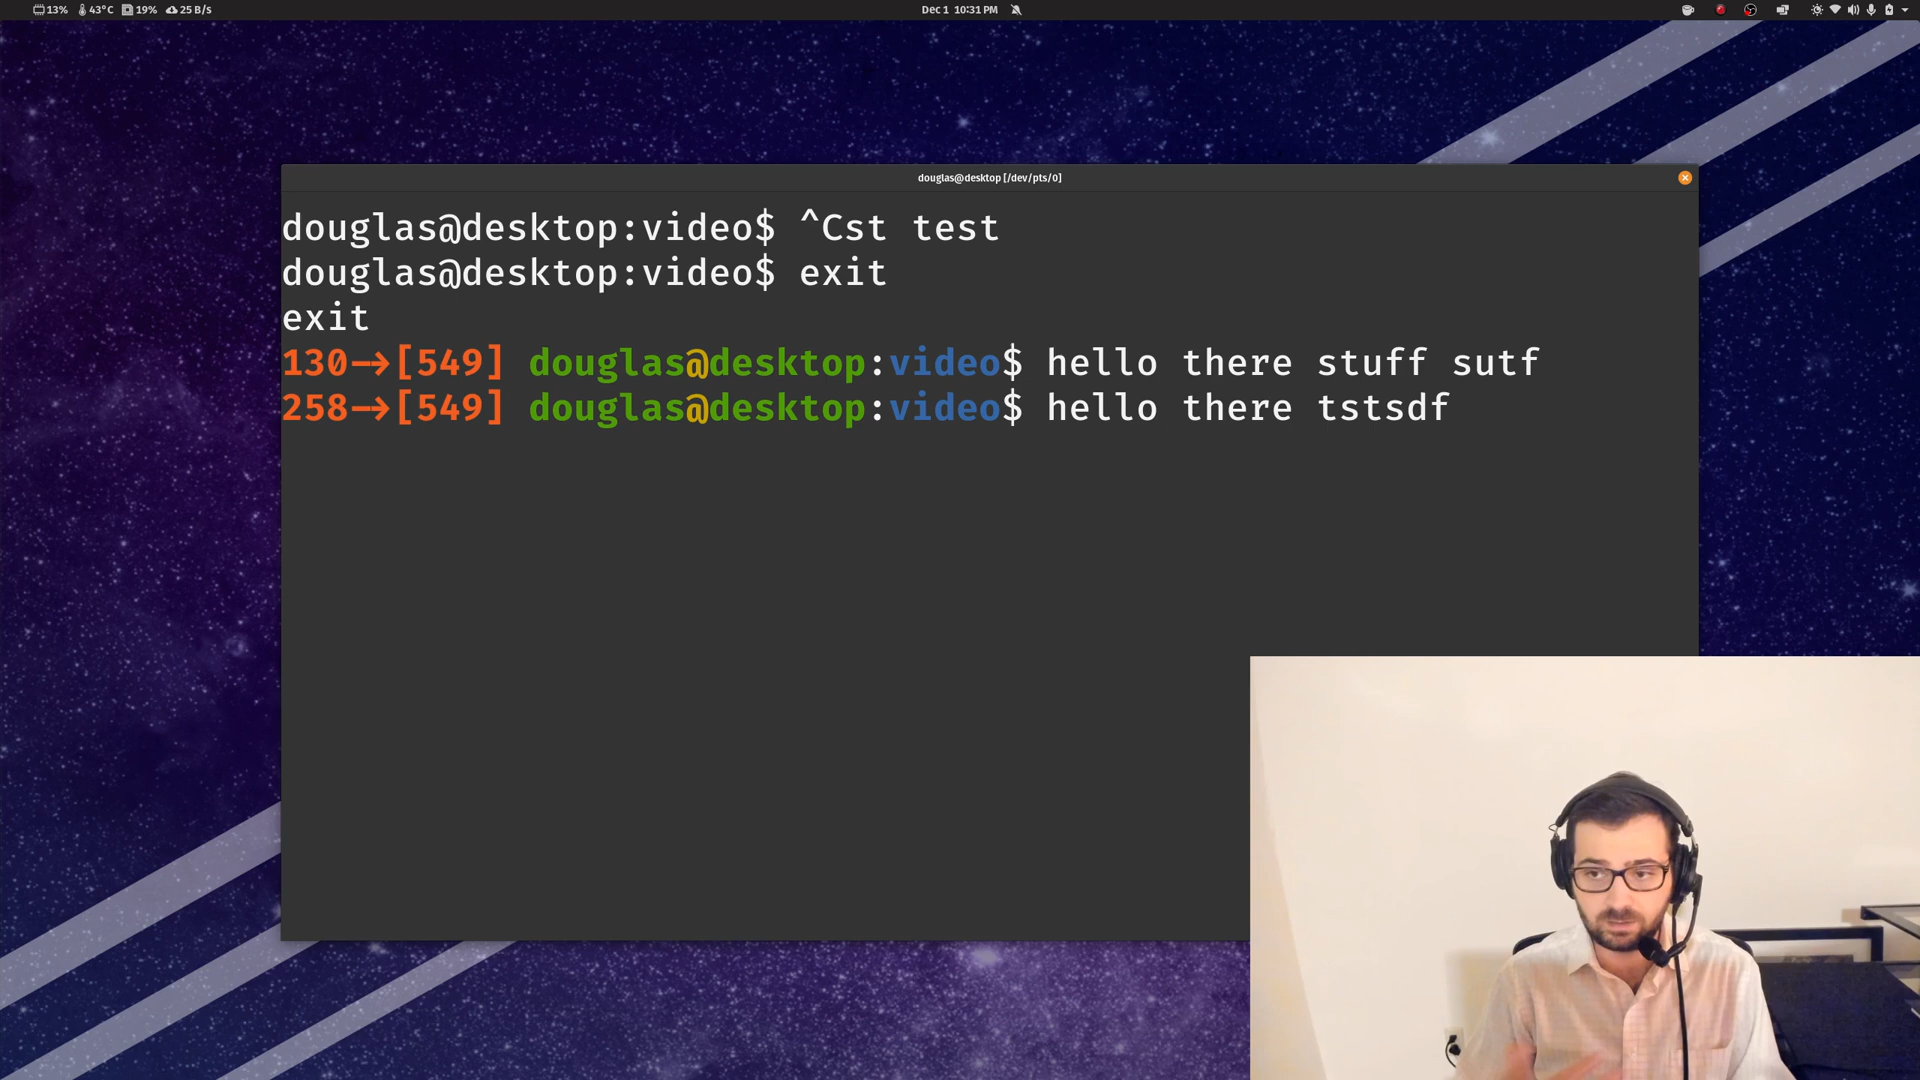 13% 43°C 19% 25 B/s Dec 1 10:31 PM
douglas@desktop [/dev/pts/0]
douglas@desktop:video$ ^Cst test
douglas@desktop:video$ exit
exit
130→[549] douglas@desktop:video$ hello there stuff sutf
258→[549] douglas@desktop:video$ hello there tstsdf